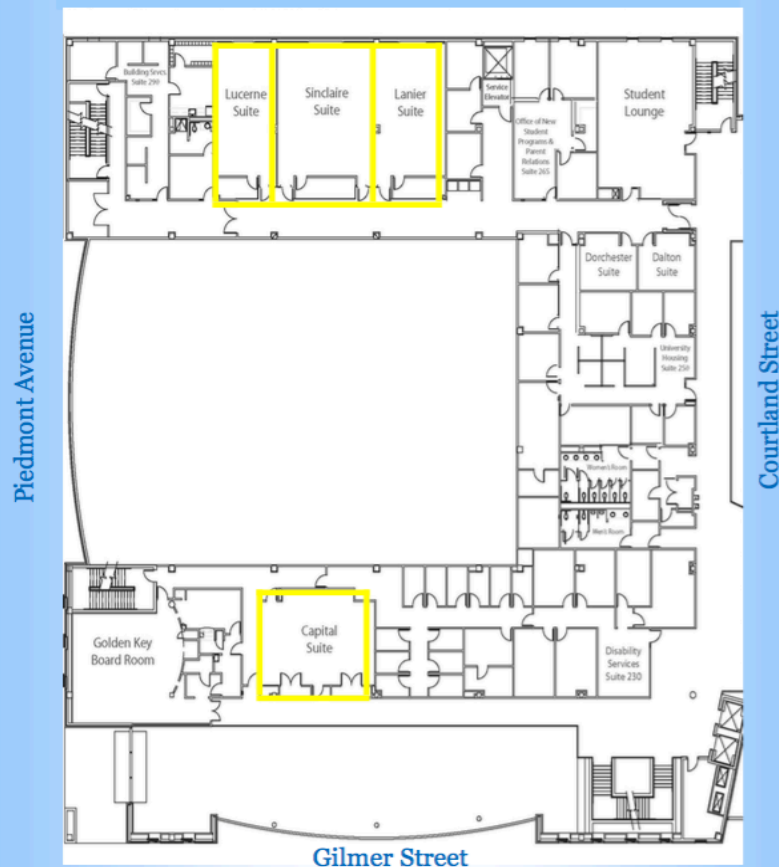 Building Srvcs.
Suite 290
Lucerne
Suite
Sinclaire
Suite
Lanier
Suite
Service
Elevator
Office of New
Student
Programs &
Parent
Relations
Suite 265
Student
Lounge
Dorchester
Suite
Dalton
Suite
University
Housing
Suite 250
Women's Room
Men's Room
Piedmont Avenue
Courtland Street
Golden Key
Board Room
Capital
Suite
Disability
Services
Suite 230
Gilmer Street